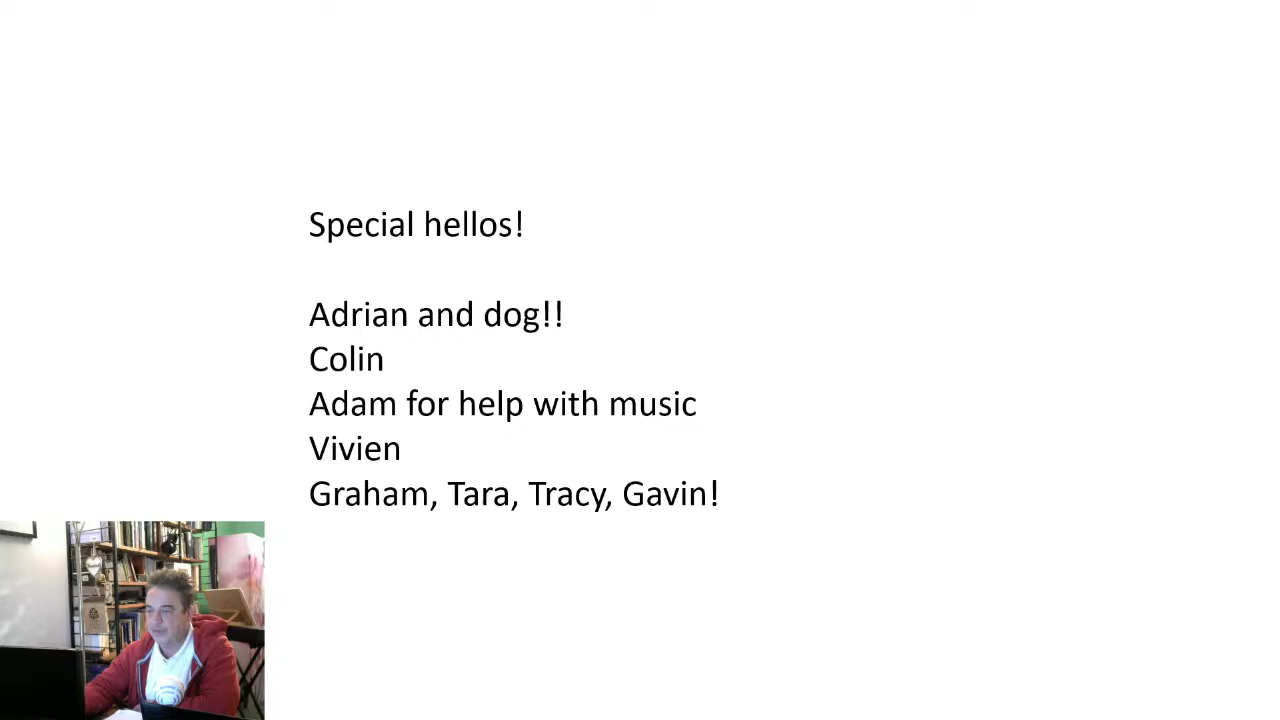 Special hellos!
Adrian and dog!!
Colin
Adam for help with music
Vivien
Graham, Tara, Tracy, Gavin!